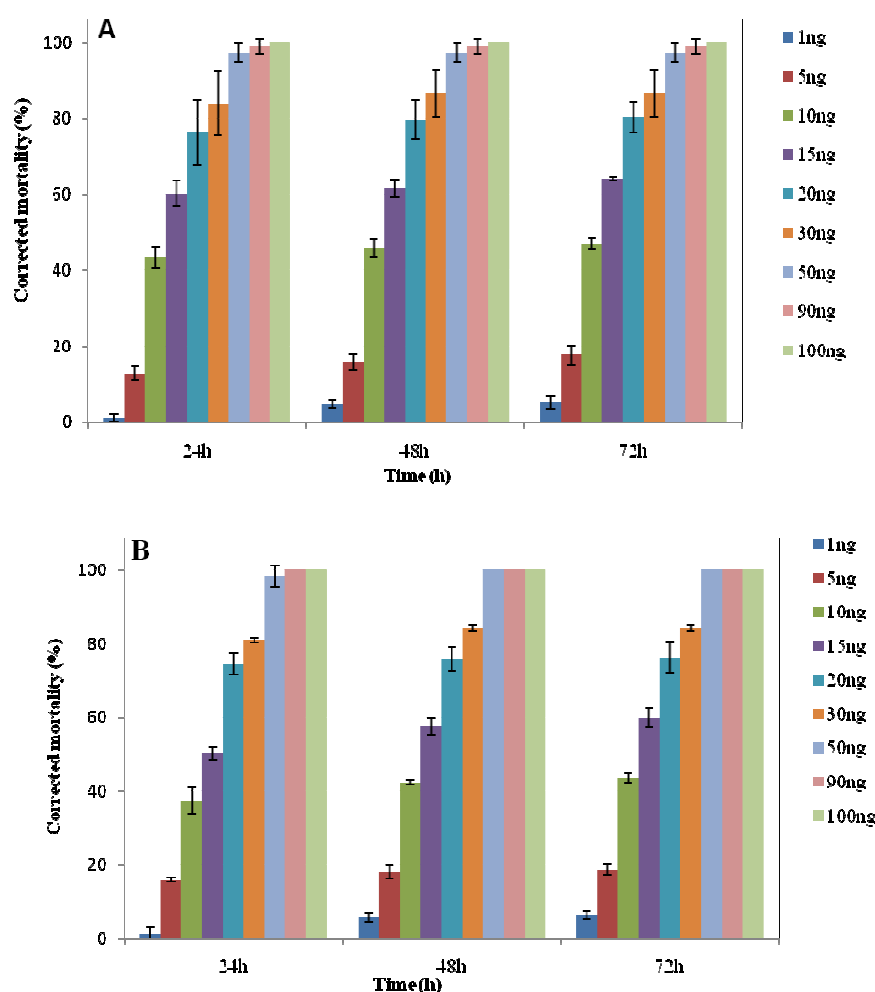 A
100
80
60
40
20
0
Corrected mortality (%)
24h
48h
72h
Time (h)
1ng
5ng
10ng
15ng
20ng
30ng
50ng
90ng
100ng
B
100
80
60
40
20
0
Corrected mortality (%)
24h
48h
72h
Time (h)
1ng
5ng
10ng
15ng
20ng
30ng
50ng
90ng
100ng